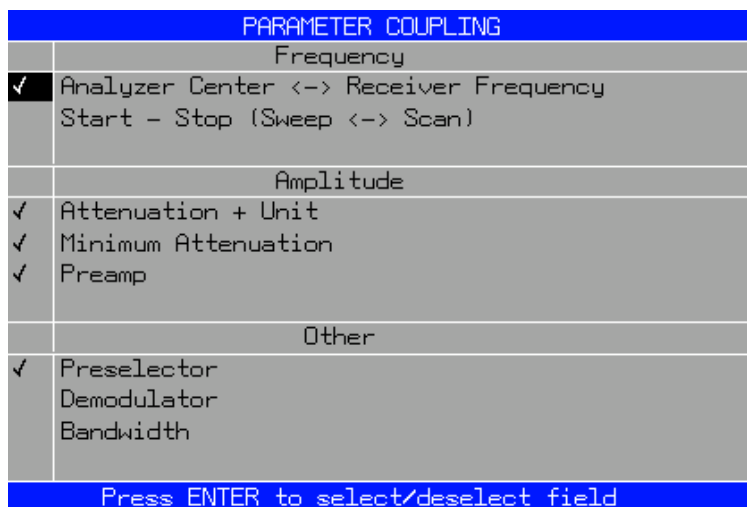 PARAMETER COUPLING
Frequency
✓ Analyzer Center <-> Receiver Frequency
Start - Stop (Sweep <-> Scan)
Amplitude
✓ Attenuation + Unit
✓ Minimum Attenuation
✓ Preamp
Other
✓ Preselector
Demodulator
Bandwidth
Press ENTER to select/deselect field